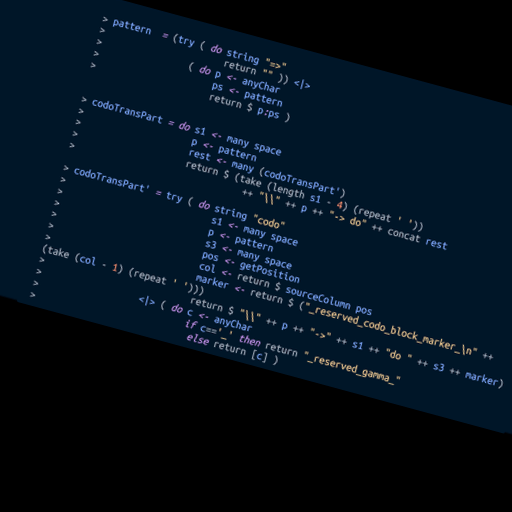 > pattern  = (try ( do string "=>"
>                      return "" )) <|>
>               ( do p <- anyChar
>                    ps <- pattern
>                    return $ p:ps )

> codoTransPart = do s1 <- many space
>                    p <- pattern
>                    rest <- many (codoTransPart')
>                    return $ (take (length s1 - 4) (repeat ' '))
>                             ++ "\\" ++ p ++ "-> do" ++ concat rest

> codoTransPart' = try ( do string "codo"
>                           s1 <- many space
>                           p <- pattern
>                           s3 <- many space
>                           pos <- getPosition
>                           col <- return $ sourceColumn pos
>                           marker <- return $ ("_reserved_codo_block_marker_\n" ++
(take (col - 1) (repeat ' ')))
>                           return $ "\\" ++ p ++ "->" ++ s1 ++ "do " ++ s3 ++ marker)
>                  <|> ( do c <- anyChar
>                           if c=='_' then return "_reserved_gamma_"
>                           else return [c] )